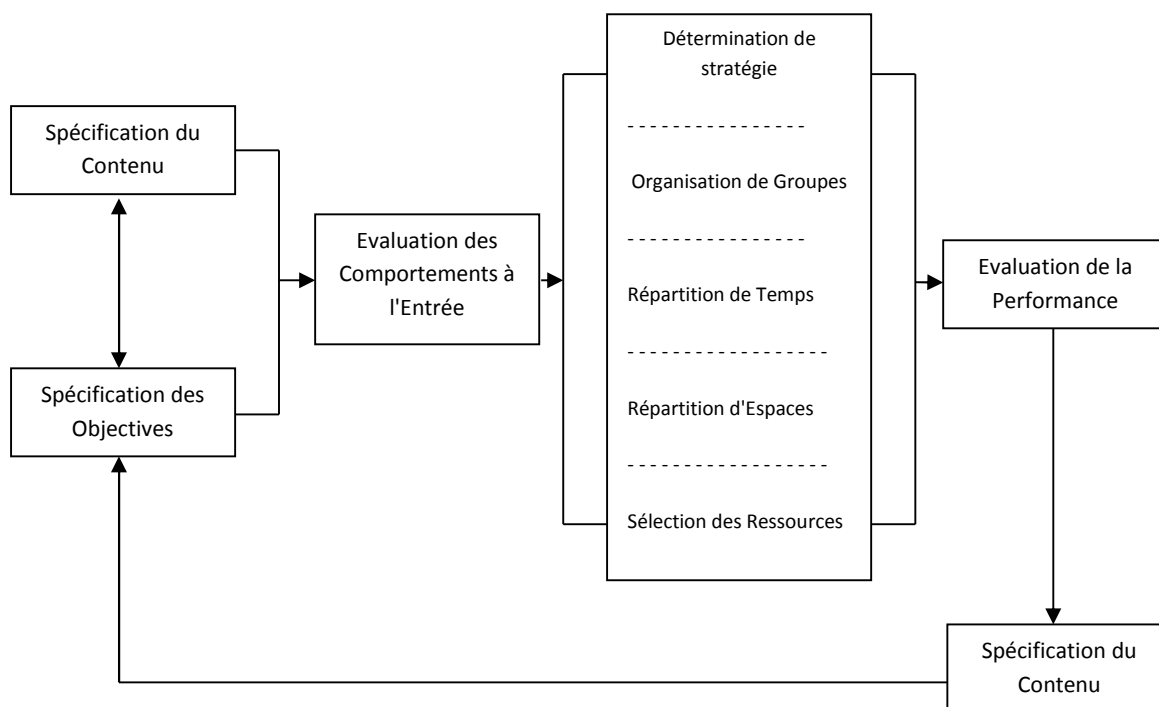 Spécification du
Contenu
Spécification des
Objectives
Evaluation des
Comportements à
l'Entrée
Détermination de
stratégie
- - - - - - - - - - - - - - - -
Organisation de Groupes
- - - - - - - - - - - - - - - -
Répartition de Temps
- - - - - - - - - - - - - - - - - -
Répartition d'Espaces
- - - - - - - - - - - - - - - - - -
Sélection des Ressources
Evaluation de la
Performance
Spécification du
Contenu